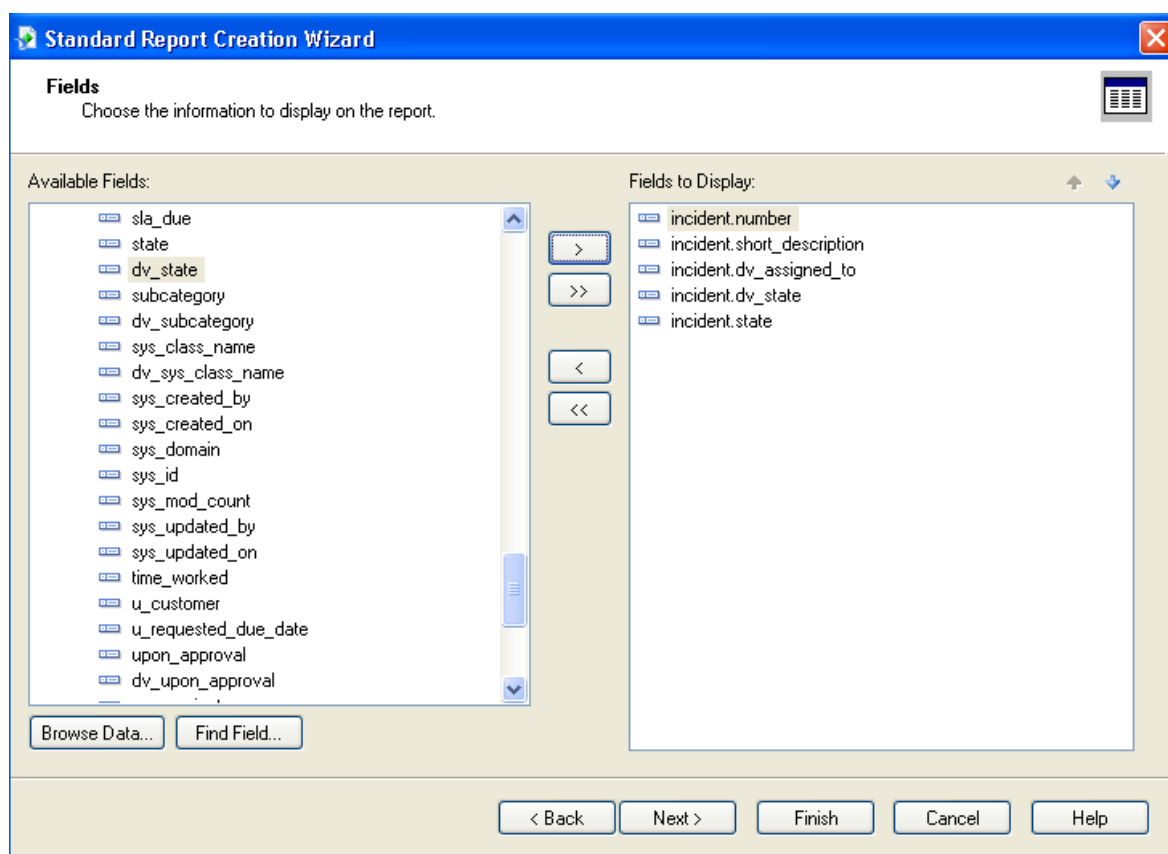 Standard Report Creation Wizard
Fields
Choose the information to display on the report.
Available Fields:
sla_due
state
dv_state
subcategory
dv_subcategory
sys_class_name
dv_sys_class_name
sys_created_by
sys_created_on
sys_domain
sys_id
sys_mod_count
sys_updated_by
sys_updated_on
time_worked
u_customer
u_requested_due_date
upon_approval
dv_upon_approval
Browse Data...
Find Field...
>
>>
<
<<
Fields to Display:
incident.number
incident.short_description
incident.dv_assigned_to
incident.dv_state
incident.state
< Back
Next >
Finish
Cancel
Help